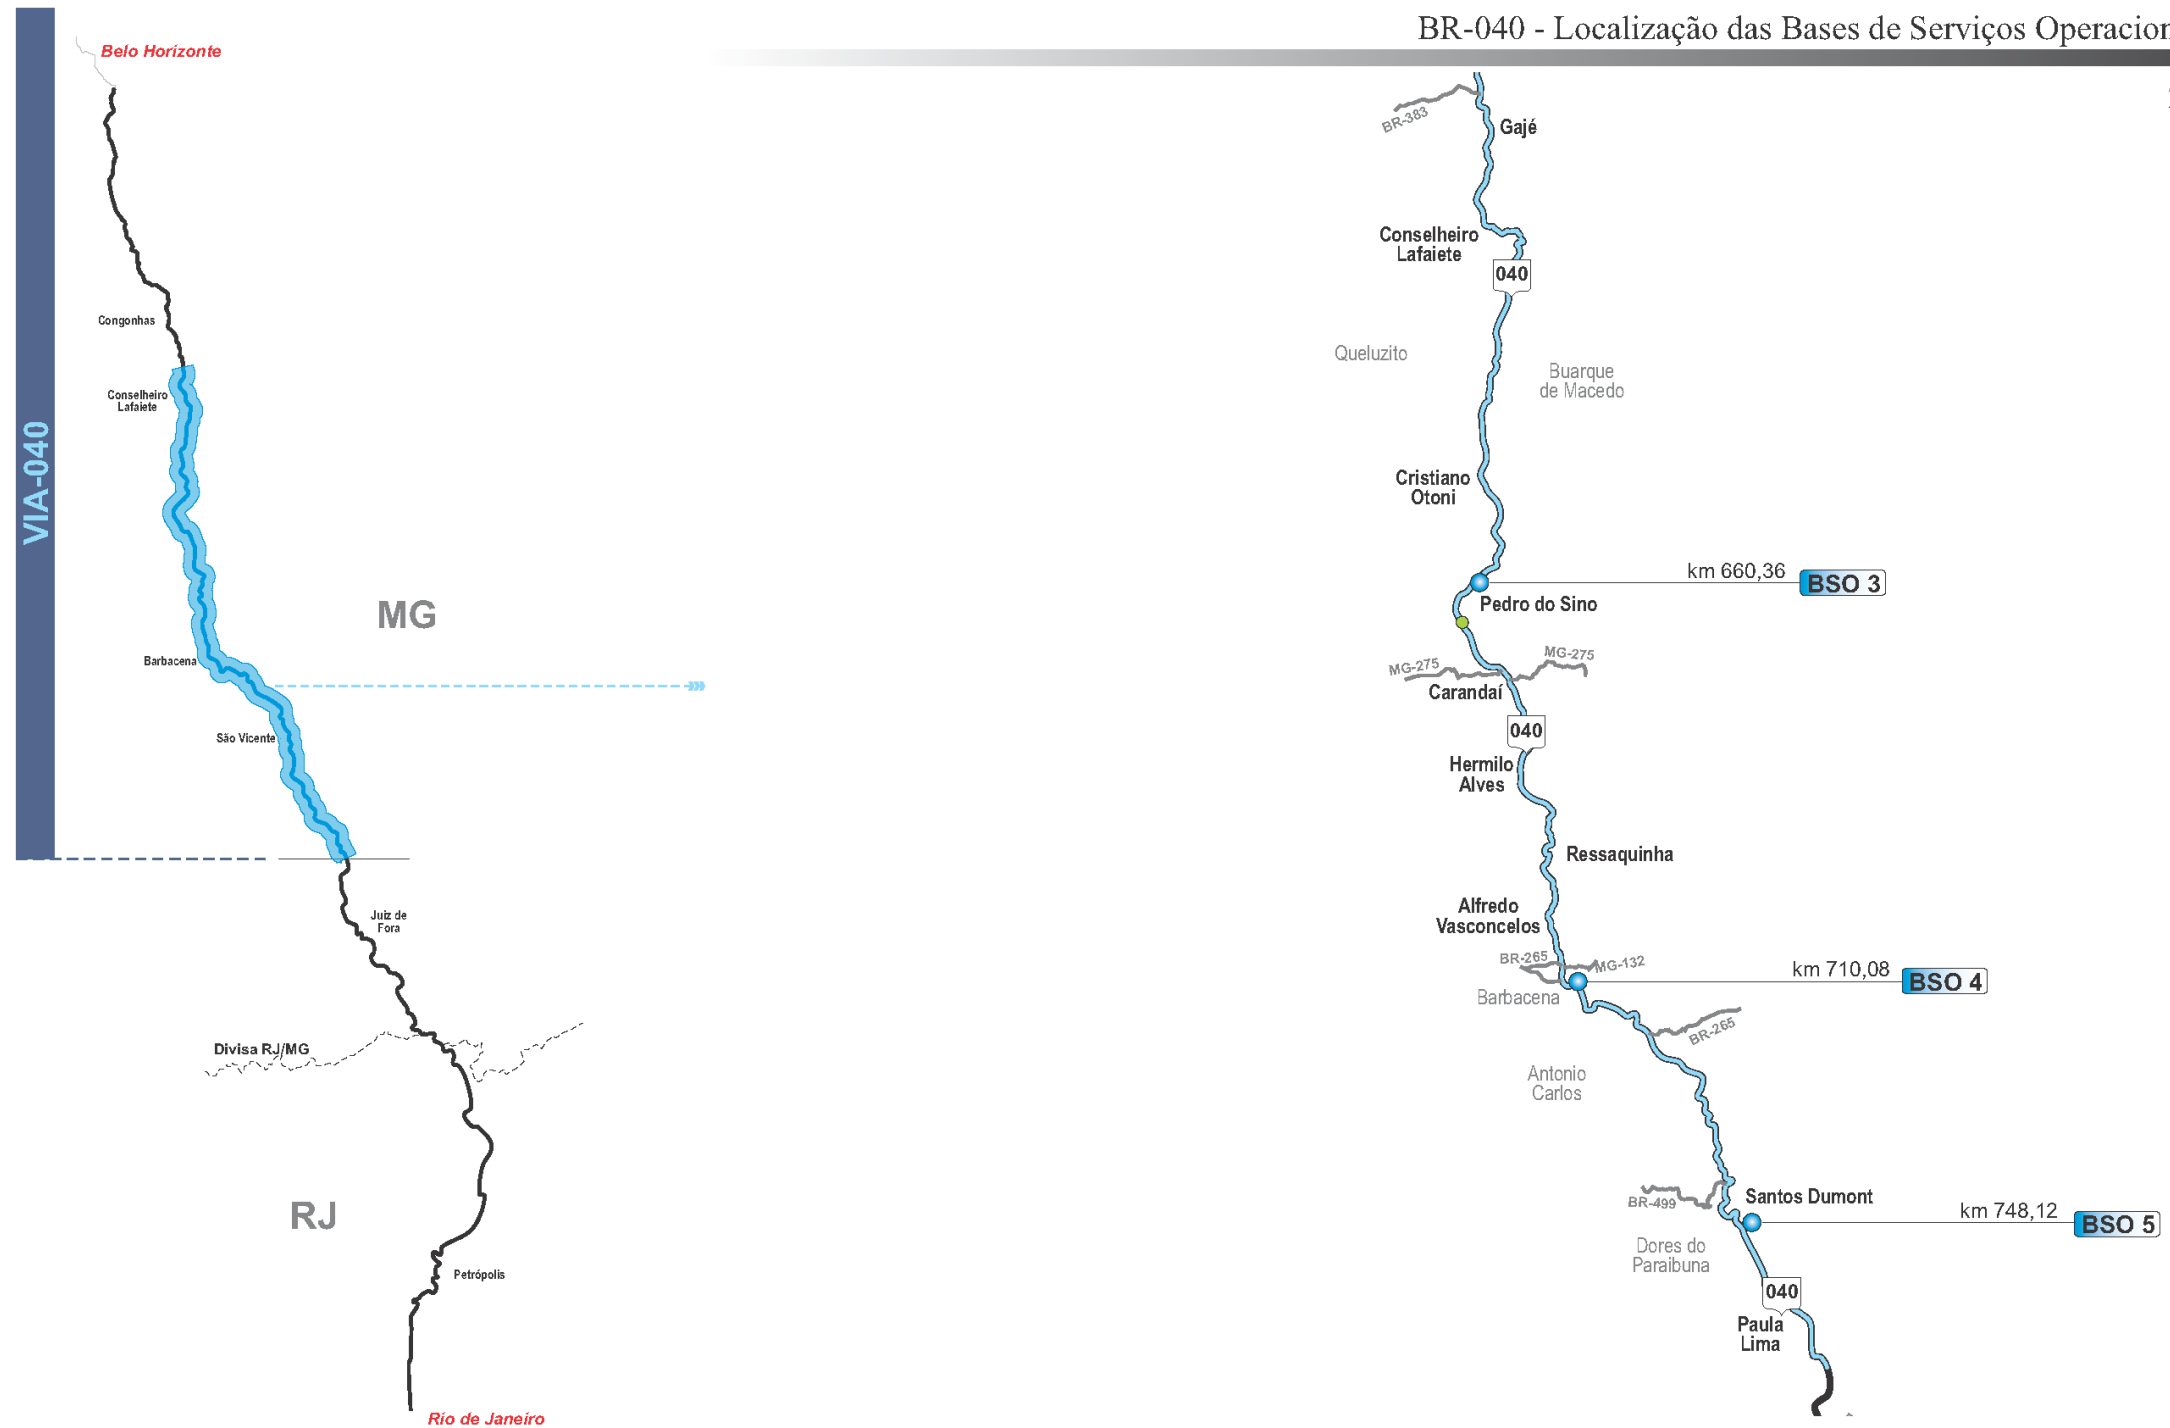 BR-040 - Localização das Bases de Serviços Operacion
VIA-040
Belo Horizonte
Congonhas
Conselheiro
Lafaiete
Barbacena
São Vicente
MG
Juiz de
Fora
Divisa RJ/MG
RJ
Petrópolis
Rio de Janeiro
BR-383
Gajé
Conselheiro
Lafaiete
040
Queluzito
Buarque
de Macedo
Cristiano
Otoni
km 660,36
BSO 3
Pedro do Sino
MG-275
MG-275
Carandaí
040
Hermilo
Alves
Ressaquinha
Alfredo
Vasconcelos
BR-265
MG-132
km 710,08
BSO 4
Barbacena
BR-265
Antonio
Carlos
BR-499
Santos Dumont
km 748,12
BSO 5
Dores do
Paraibuna
040
Paula
Lima